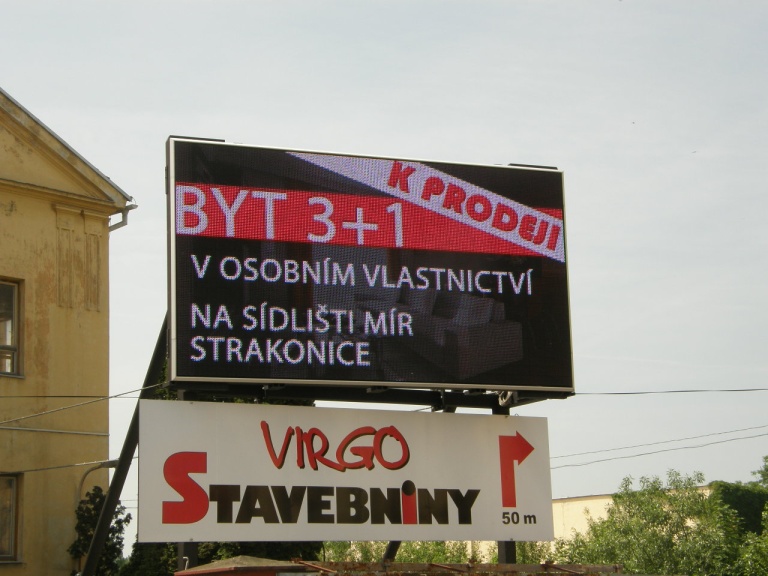 K PRODEJI
BYT 3+1
V OSOBNÍM VLASTNICTVÍ
NA SÍDLIŠTI MÍR
STRAKONICE
VIRGO
STAVEBNINY
50 m